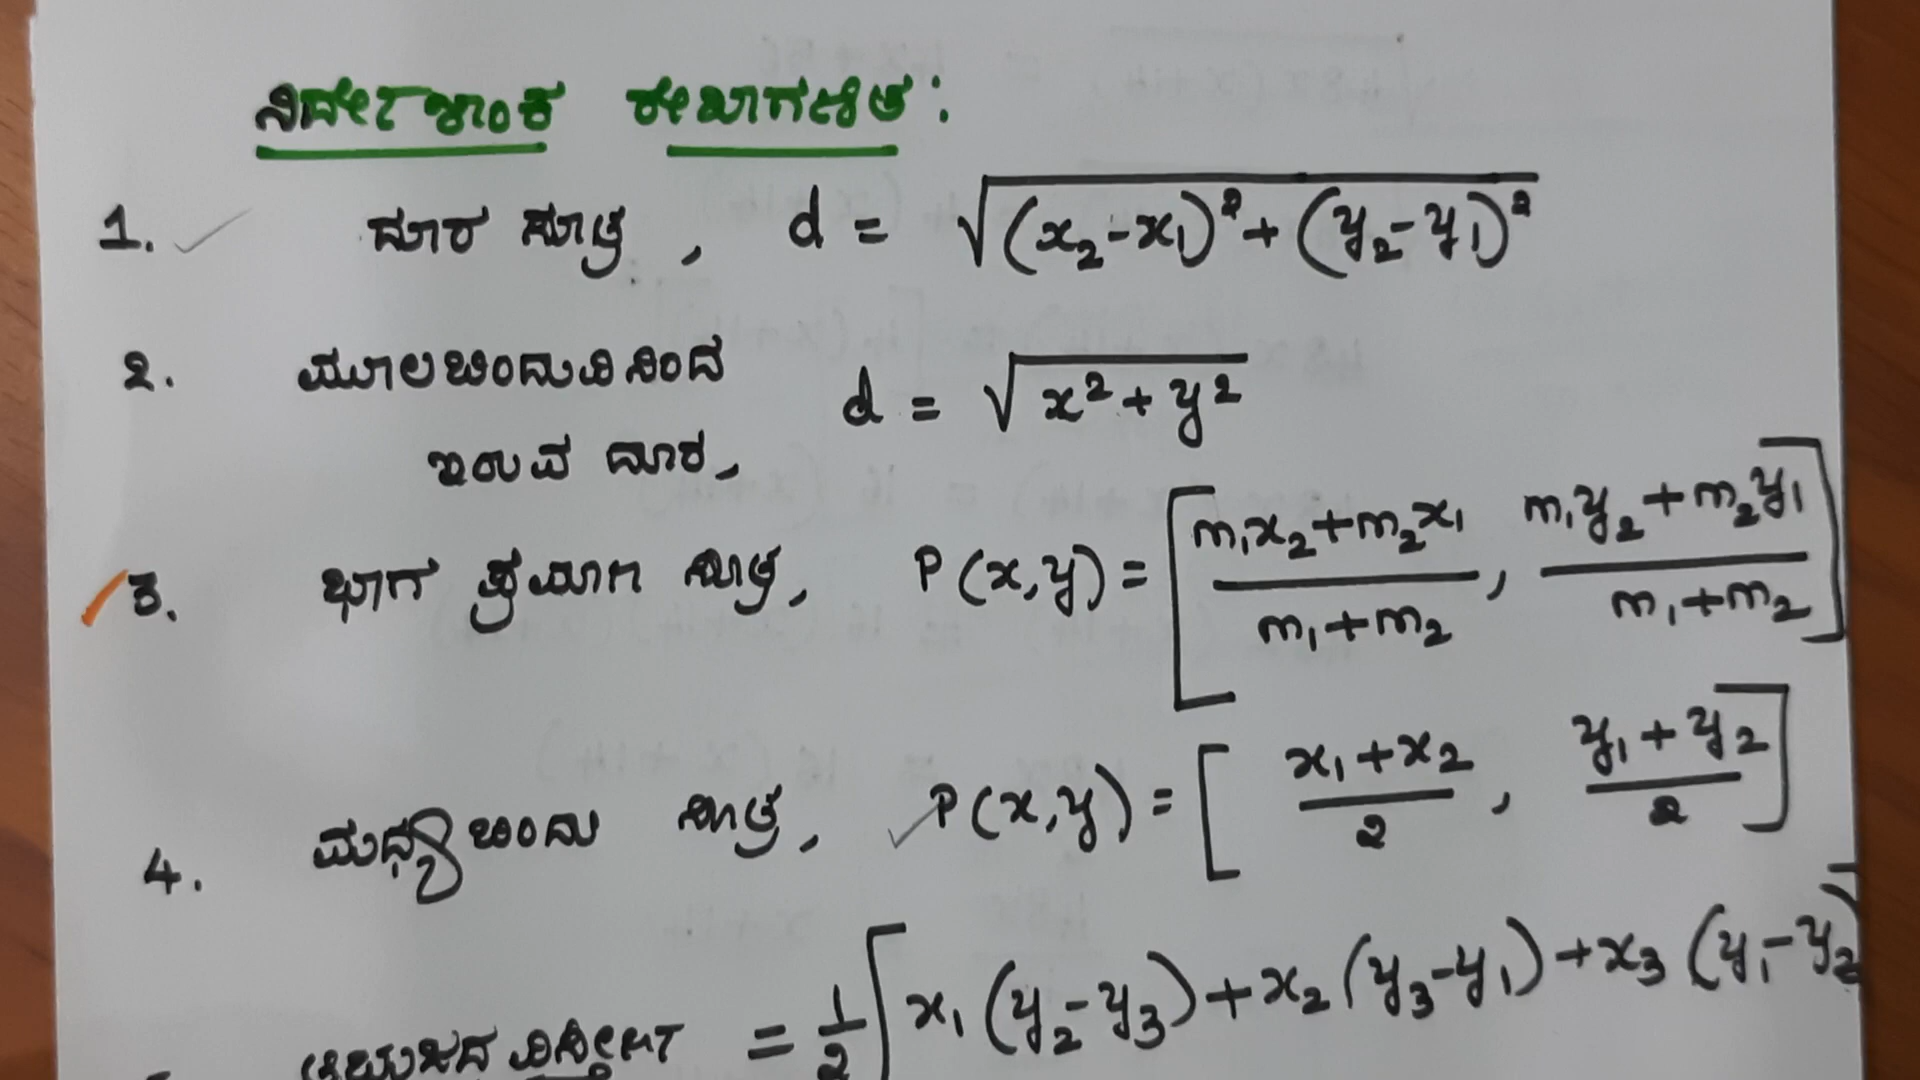 ನಿರ್ದೇಶಾಂಕ ರೇಖಾಗಣಿತ:
1. ದೂರ ಸೂತ್ರ, d = √(x₂-x₁)²+(y₂-y₁)²
2. ಮೂಲಬಿಂದುವಿನಿಂದ d = √x²+y²
ಇರುವ ದೂರ,
3. ಭಾಗ ಪ್ರಮಾಣ ಸೂತ್ರ, P(x,y) = [m₁x₂+m₂x₁/m₁+m₂, m₁y₂+m₂y₁/m₁+m₂]
4. ಮಧ್ಯಬಿಂದು ಸೂತ್ರ, P(x,y) = [x₁+x₂/2, y₁+y₂/2]
ತ್ರಿಭುಜದ ವಿಸ್ತೀರ್ಣ = 1/2[x₁(y₂-y₃)+x₂(y₃-y₁)+x₃(y₁-y₂